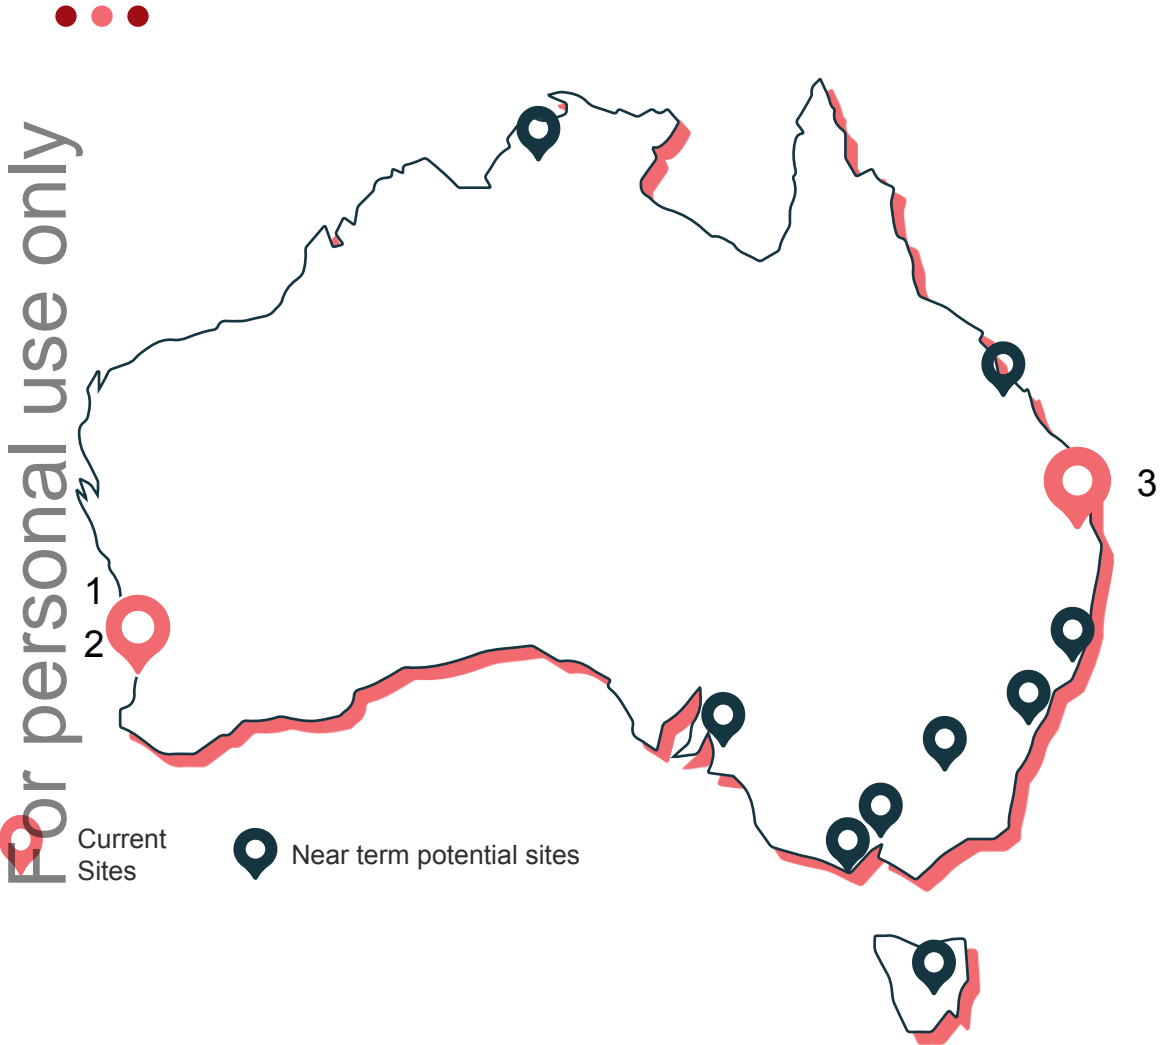 For personal use only
3
1
2
Current
Sites
Near term potential sites